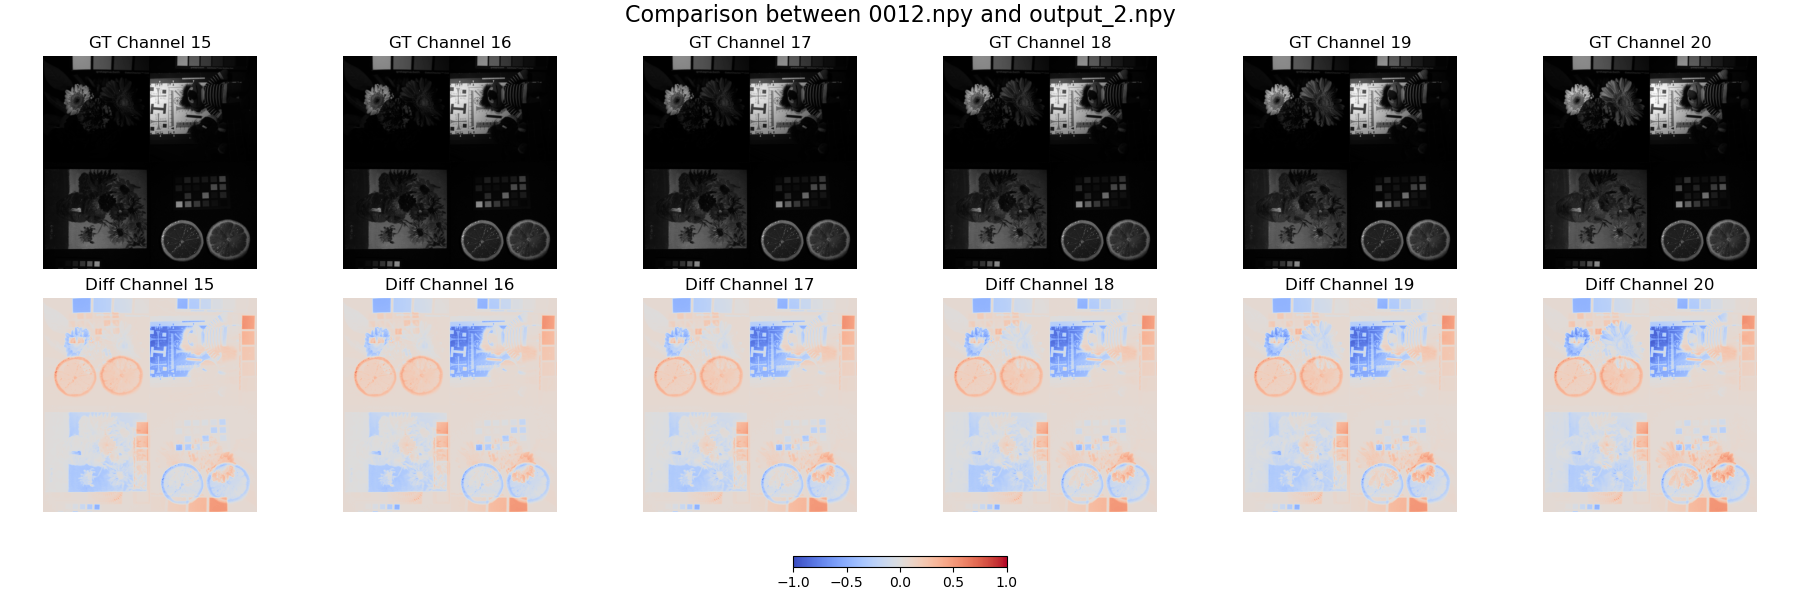 Comparison between 0012.npy and output_2.npy
GT Channel 15 GT Channel 16 GT Channel 17 GT Channel 18 GT Channel 19 GT Channel 20
Diff Channel 15 Diff Channel 16 Diff Channel 17 Diff Channel 18 Diff Channel 19 Diff Channel 20
−1.0 −0.5 0.0 0.5 1.0